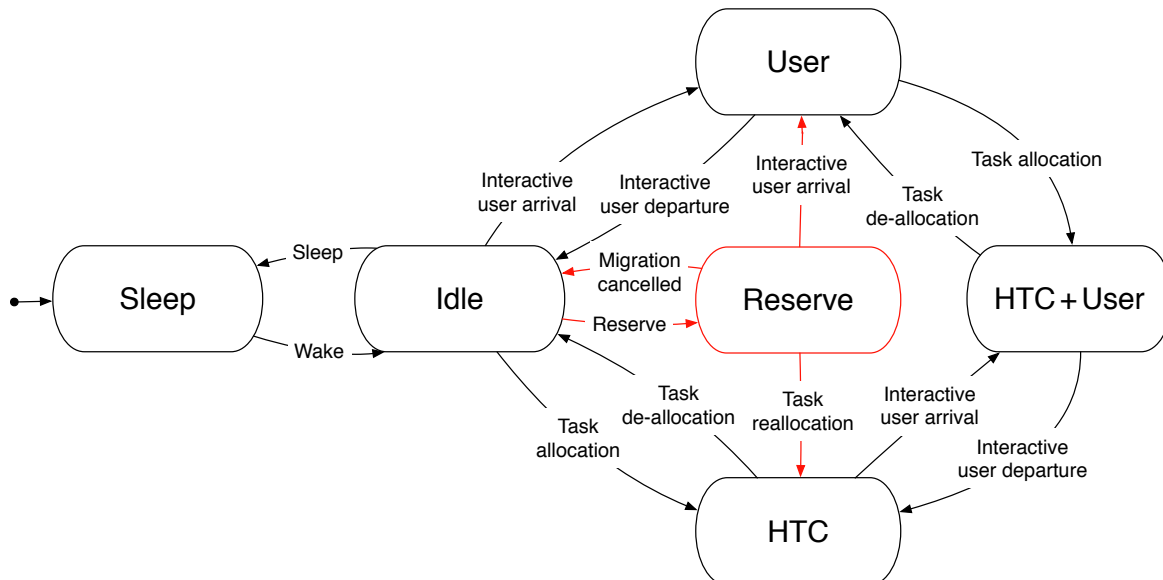 User
Task allocation
Interactive
user arrival
Interactive
user departure
Interactive
user arrival
Task
de-allocation
Sleep
Sleep
Idle
Migration
cancelled
Reserve
HTC + User
Reserve
Wake
Task
allocation
Task
de-allocation
Task
reallocation
Interactive
user arrival
Interactive
user departure
HTC